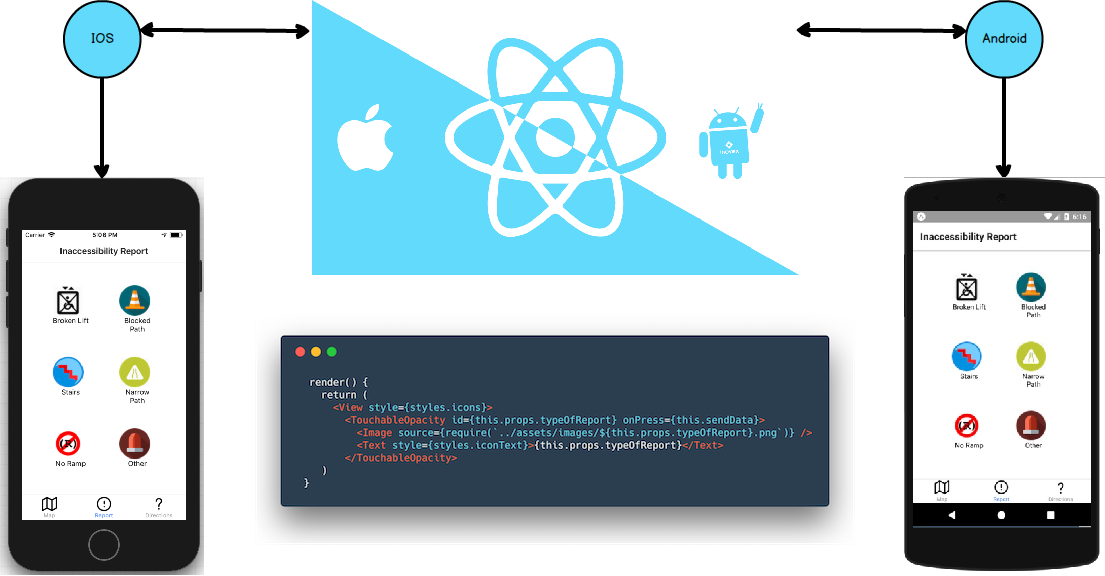 IOS
Android
Carrier
5:06 PM
Inaccessibility Report
Broken Lift
Blocked
Path
Stairs
Narrow
Path
No Ramp
Other
Map
Report
Directions
render() {
return (
<View style={styles.icons}>
<TouchableOpacity id={this.props.typeOfReport} onPress={this.sendData}>
<Image source={require(`../assets/images/${this.props.typeOfReport}.png`)} />
<Text style={styles.iconText}>{this.props.typeOfReport}</Text>
</TouchableOpacity>
)
}
6:16
Inaccessibility Report
Broken Lift
Blocked
Path
Stairs
Narrow
Path
No Ramp
Other
Map
Report
Directions